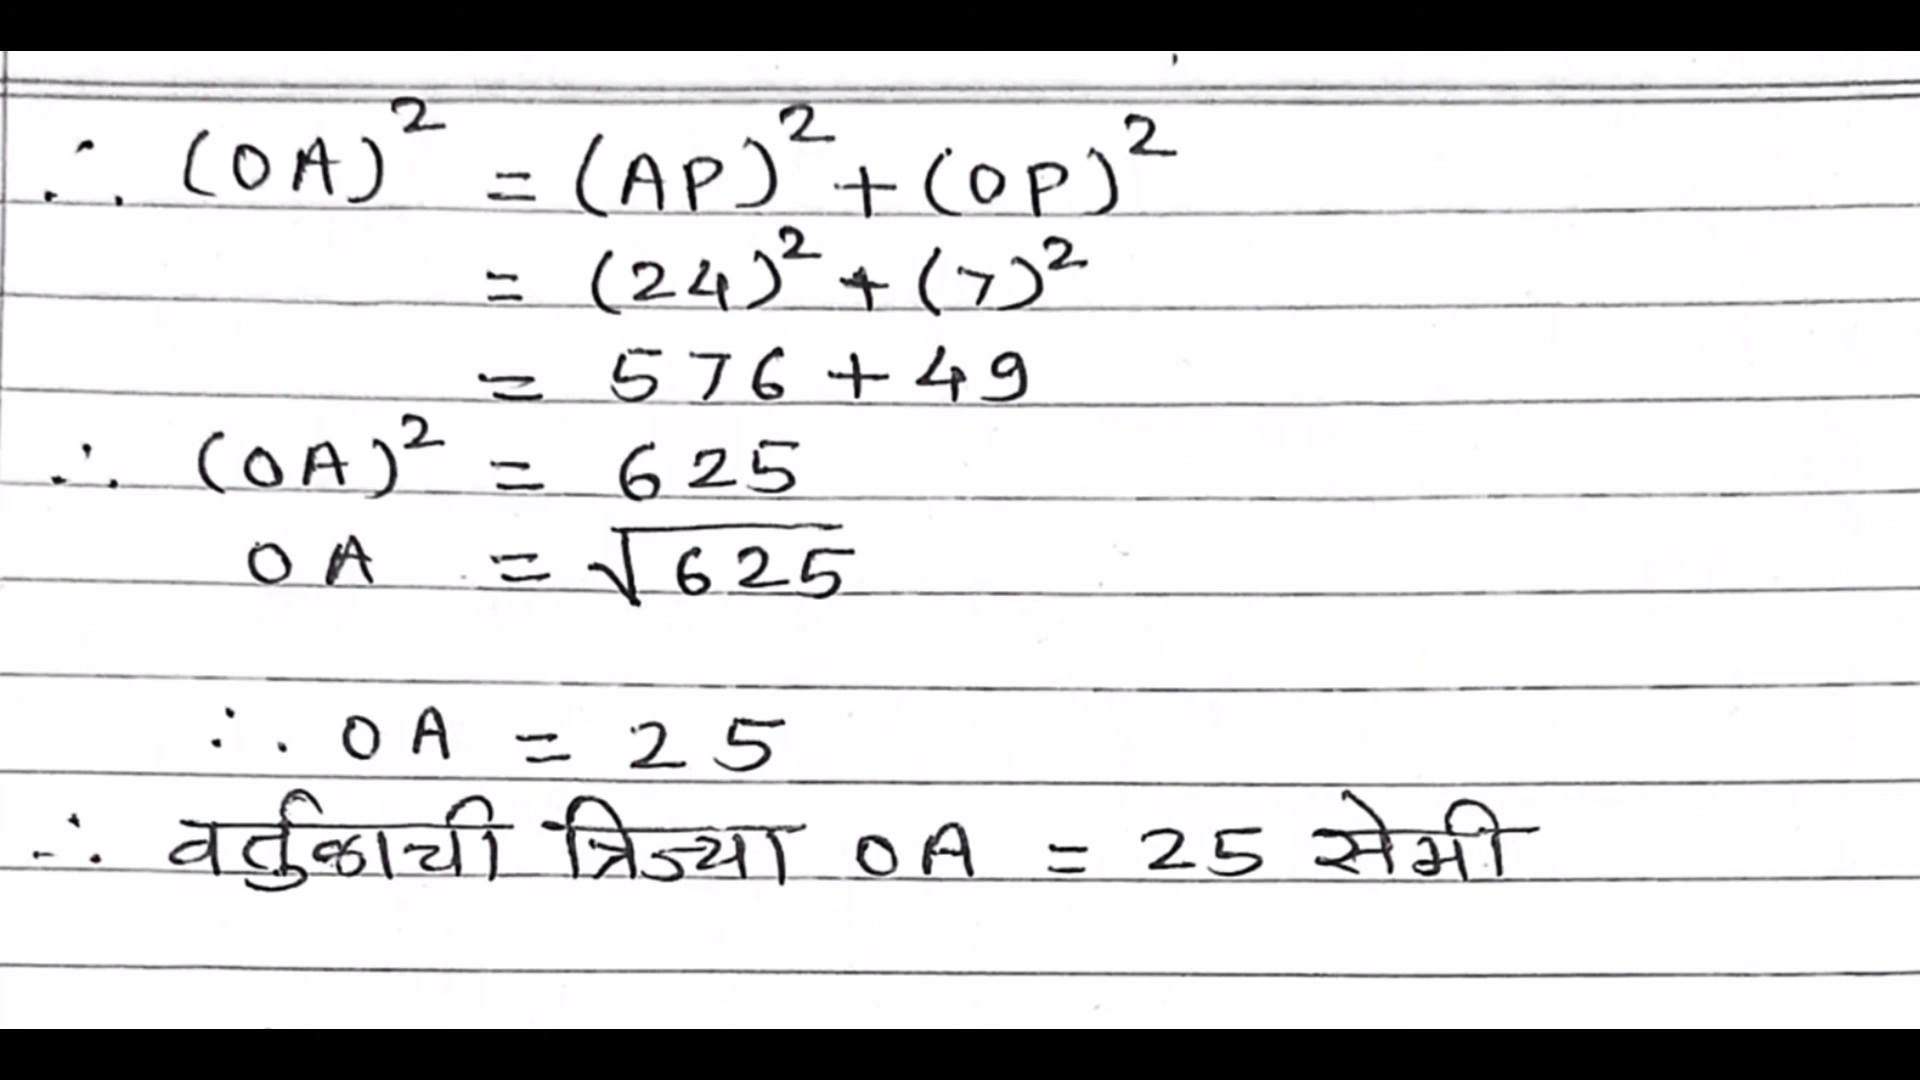 ∴ (OA)² = (AP)² + (OP)²
= (24)² + (7)²
= 576 + 49
∴ (OA)² = 625
OA = √625
∴ OA = 25
∴ वर्तुळाची त्रिज्या OA = 25 सेमी